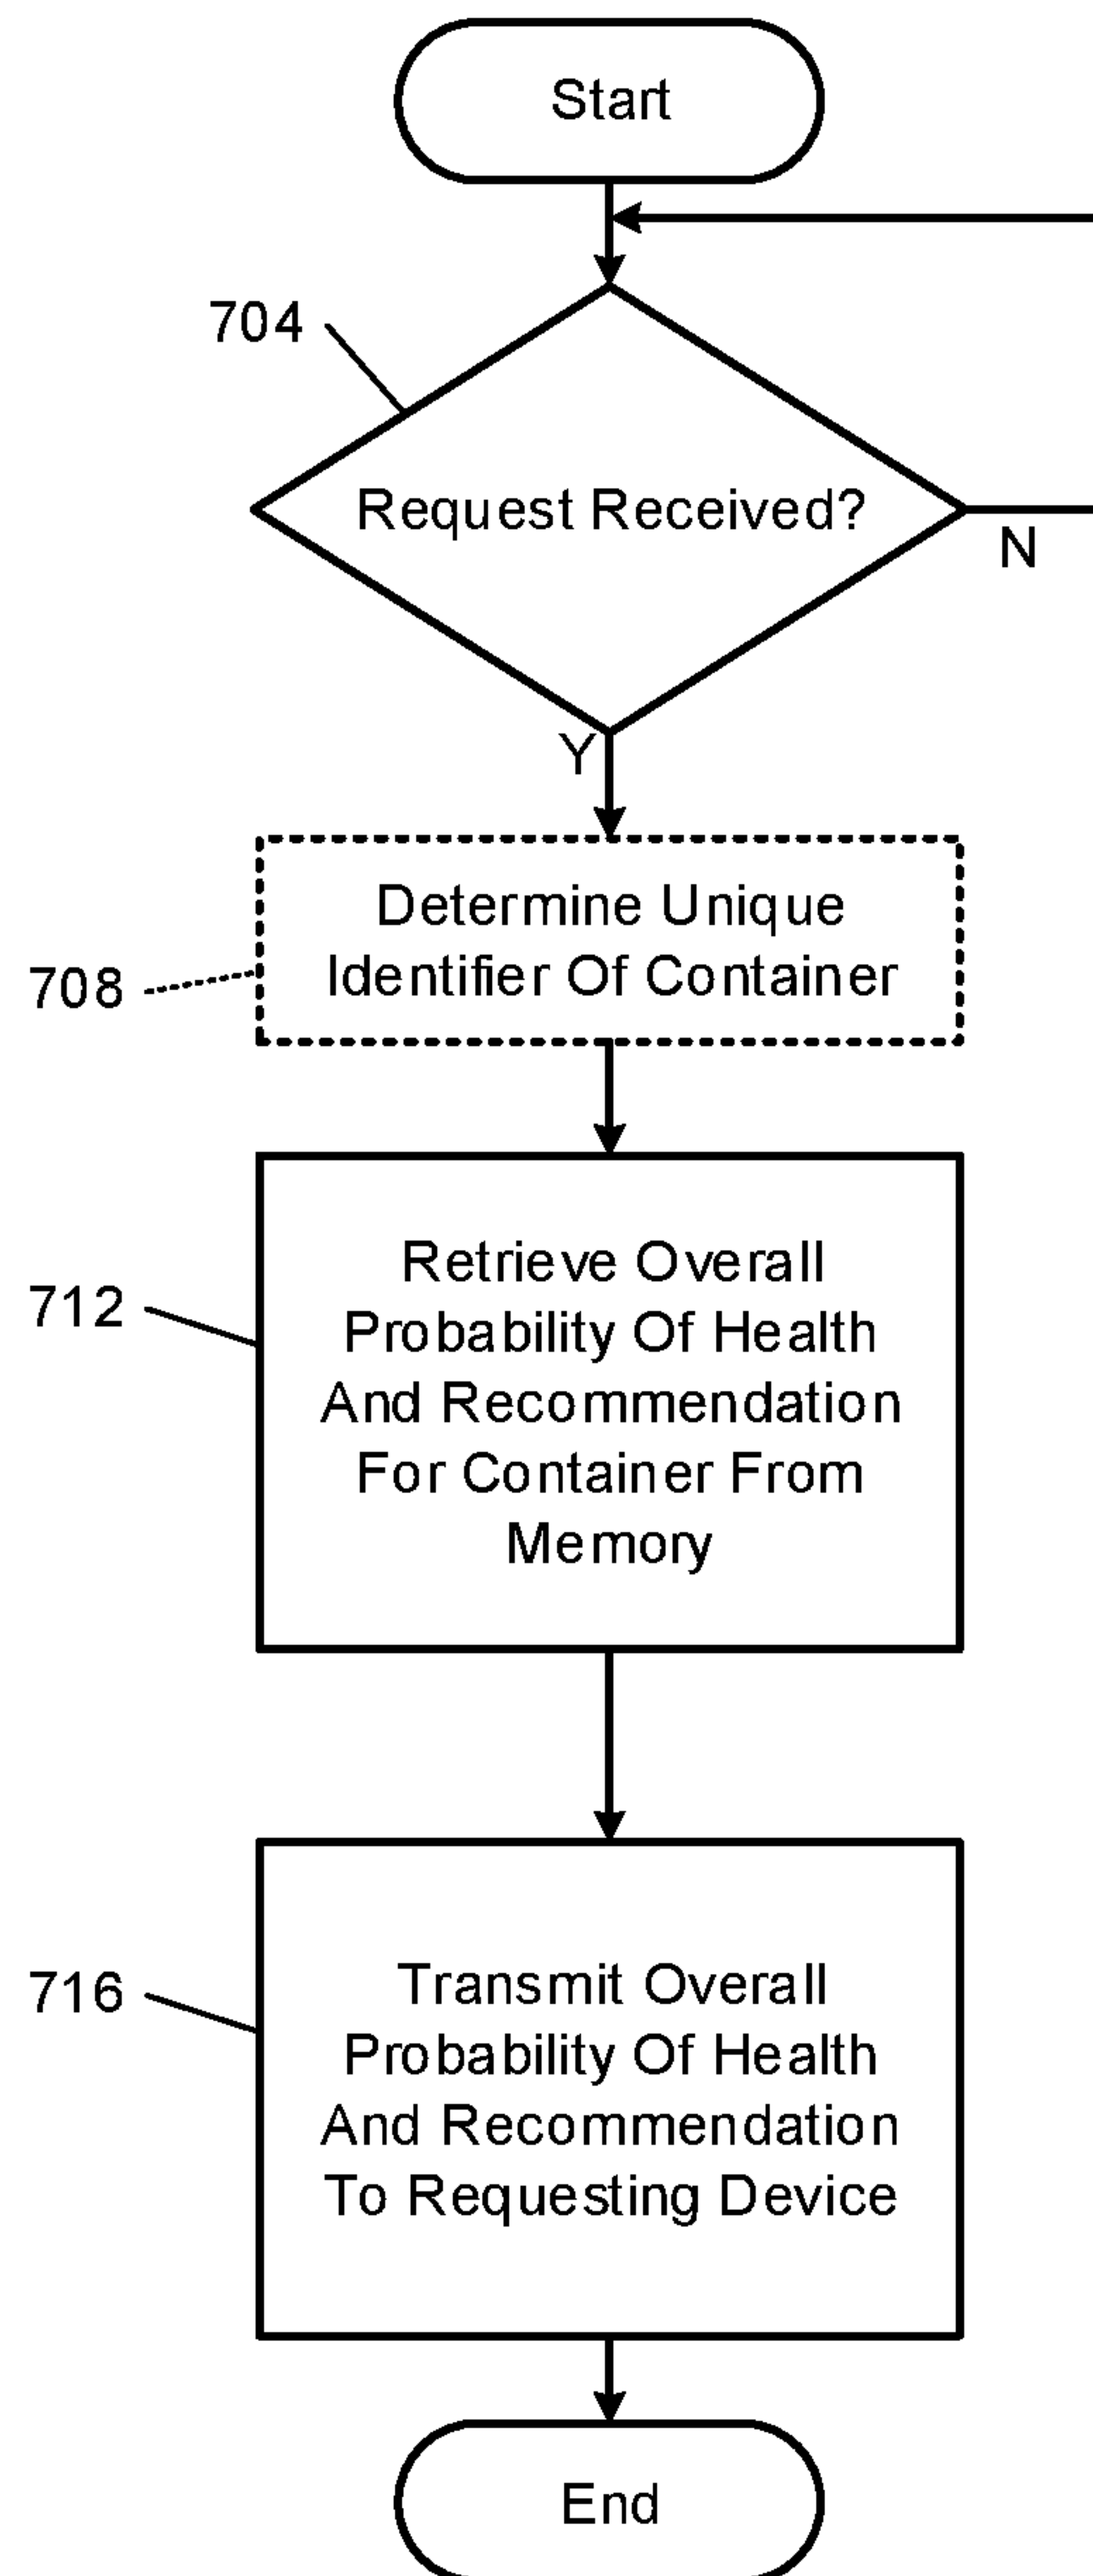 Start
704
Request Received?
N
Y
Determine Unique
Identifier Of Container
708
Retrieve Overall
Probability Of Health
And Recommendation
For Container From
Memory
712
Transmit Overall
Probability Of Health
And Recommendation
To Requesting Device
716
End